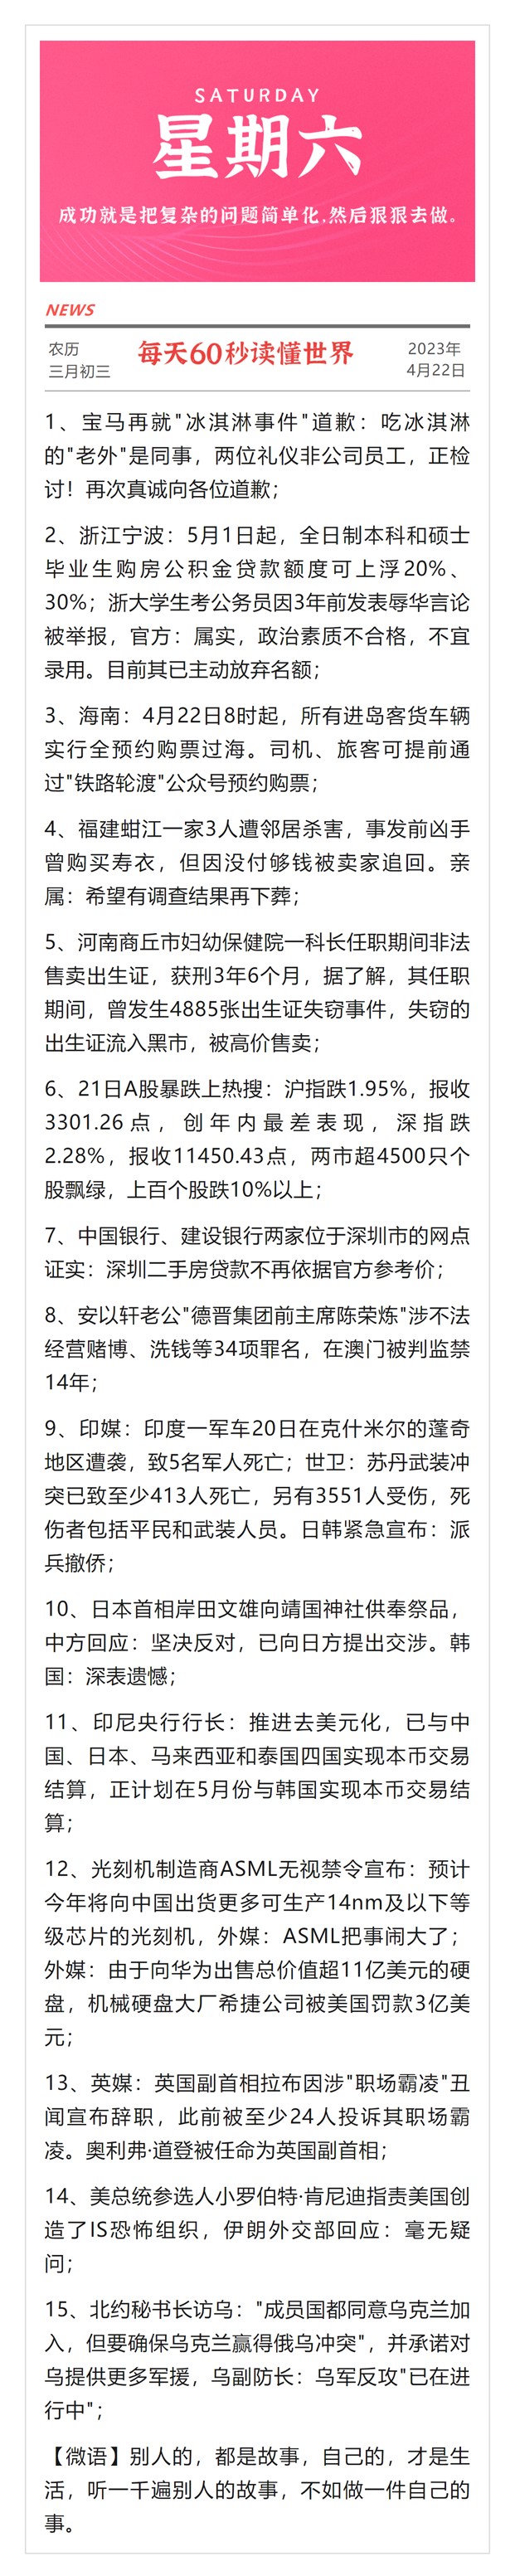 SATURDAY
星期六
成功就是把复杂的问题简单化,然后狠狠去做。
NEWS
农历
三月初三
每天60秒读懂世界
2023年
4月22日
1、宝马再就"冰淇淋事件"道歉：吃冰淇淋
的"老外"是同事，两位礼仪非公司员工，正检
讨！再次真诚向各位道歉；
2、浙江宁波：5月1日起，全日制本科和硕士
毕业生购房公积金贷款额度可上浮20%、
30%；浙大学生考公务员因3年前发表辱华言论
被举报，官方：属实，政治素质不合格，不宜
录用。目前其已主动放弃名额；
3、海南：4月22日8时起，所有进岛客货车辆
实行全预约购票过海。司机、旅客可提前通
过"铁路轮渡"公众号预约购票；
4、福建蚶江一家3人遭邻居杀害，事发前凶手
曾购买寿衣，但因没付够钱被卖家追回。亲
属：希望有调查结果再下葬；
5、河南商丘市妇幼保健院一科长任职期间非法
售卖出生证，获刑3年6个月，据了解，其任职
期间，曾发生4885张出生证失窃事件，失窃的
出生证流入黑市，被高价售卖；
6、21日A股暴跌上热搜：沪指跌1.95%，报收
3301.26点，创年内最差表现，深指跌
2.28%，报收11450.43点，两市超4500只个
股飘绿，上百个股跌10%以上；
7、中国银行、建设银行两家位于深圳市的网点
证实：深圳二手房贷款不再依据官方参考价；
8、安以轩老公"德晋集团前主席陈荣炼"涉不法
经营赌博、洗钱等34项罪名，在澳门被判监禁
14年；
9、印媒：印度一军车20日在克什米尔的蓬奇
地区遭袭，致5名军人死亡；世卫：苏丹武装冲
突已致至少413人死亡，另有3551人受伤，死
伤者包括平民和武装人员。日韩紧急宣布：派
兵撤侨；
10、日本首相岸田文雄向靖国神社供奉祭品，
中方回应：坚决反对，已向日方提出交涉。韩
国：深表遗憾；
11、印尼央行行长：推进去美元化，已与中
国、日本、马来西亚和泰国四国实现本币交易
结算，正计划在5月份与韩国实现本币交易结
算；
12、光刻机制造商ASML无视禁令宣布：预计
今年将向中国出货更多可生产14nm及以下等
级芯片的光刻机，外媒：ASML把事闹大了；
外媒：由于向华为出售总价值超11亿美元的硬
盘，机械硬盘大厂希捷公司被美国罚款3亿美
元；
13、英媒：英国副首相拉布因涉"职场霸凌"丑
闻宣布辞职，此前被至少24人投诉其职场霸
凌。奥利弗·道登被任命为英国副首相；
14、美总统参选人小罗伯特·肯尼迪指责美国创
造了IS恐怖组织，伊朗外交部回应：毫无疑
问；
15、北约秘书长访乌："成员国都同意乌克兰加
入，但要确保乌克兰赢得俄乌冲突"，并承诺对
乌提供更多军援，乌副防长：乌军反攻"已在进
行中"；
【微语】别人的，都是故事，自己的，才是生
活，听一千遍别人的故事，不如做一件自己的
事。